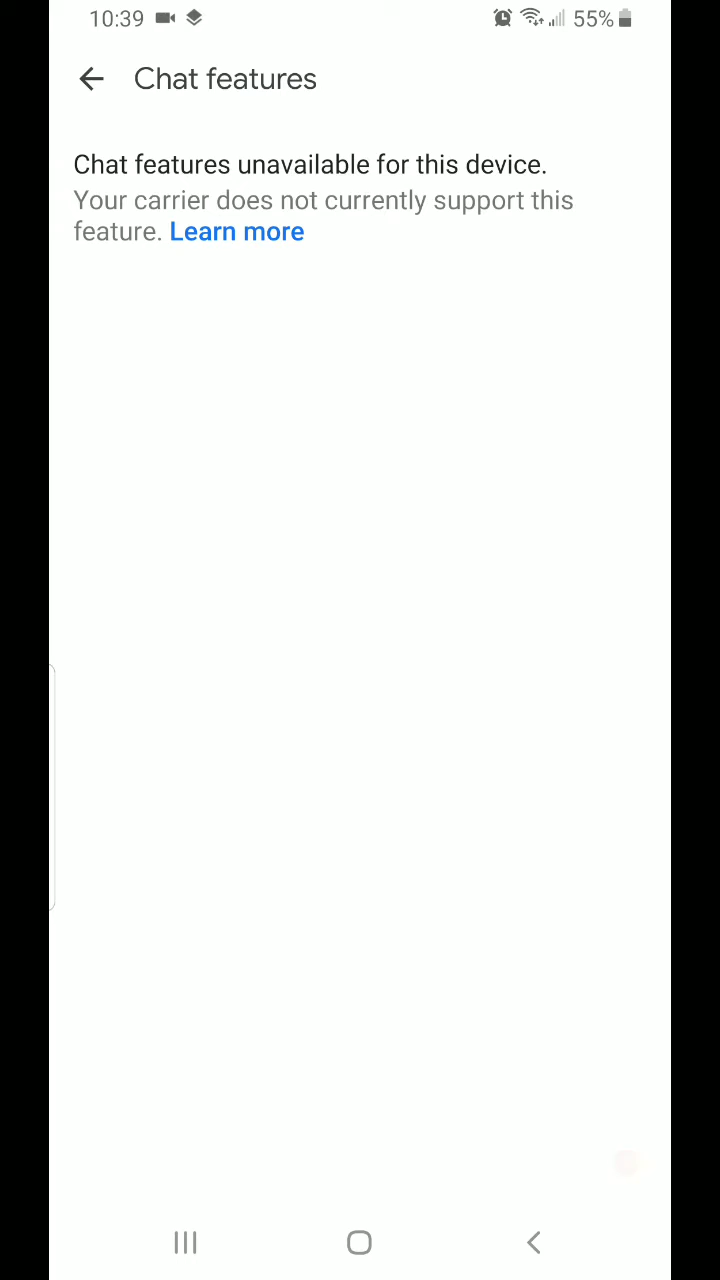 10:39 55%
Chat features
Chat features unavailable for this device.
Your carrier does not currently support this
feature. Learn more